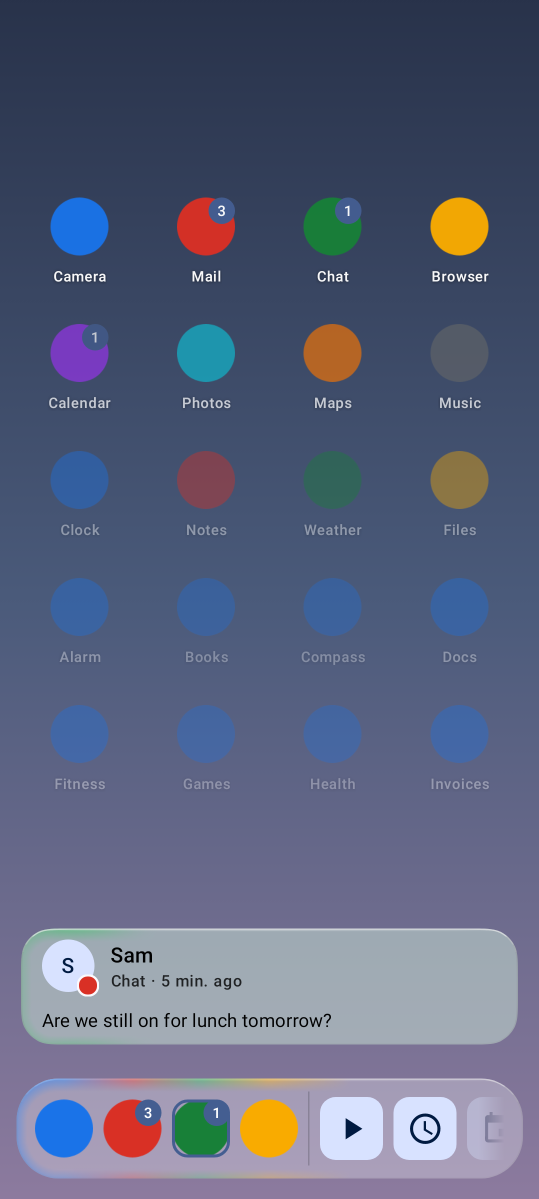 3
1
Camera
Mail
Chat
Browser
1
Calendar
Photos
Maps
Music
Clock
Notes
Weather
Files
Alarm
Books
Compass
Docs
Fitness
Games
Health
Invoices
S
Sam
Chat · 5 min. ago
Are we still on for lunch tomorrow?
3
1